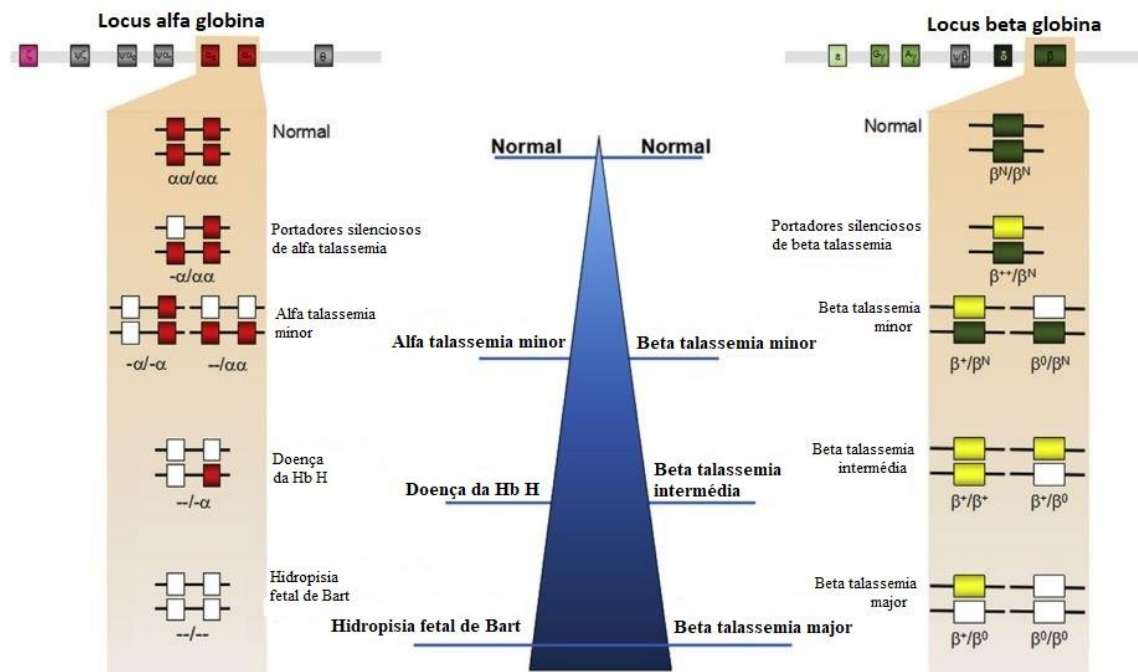 Locus alfa globina
ζ ψζ ψα₂ ψα₁ α₂ α₁ θ
Normal
αα/αα
Portadores silenciosos
de alfa talassemia
-α/αα
Alfa talassemia
minor
-α/-α --/αα
Doença
da Hb H
--/-α
Hidropisia
fetal de Bart
--/--
Normal Normal
Alfa talassemia minor Beta talassemia minor
Doença da Hb H
Beta talassemia
intermédia
Hidropisia fetal de Bart Beta talassemia major
Locus beta globina
ε Gγ Aγ ψβ δ β
Normal
βᴺ/βᴺ
Portadores silenciosos
de beta talassemia
β⁺⁺/βᴺ
Beta talassemia
minor
β⁺/βᴺ β⁰/βᴺ
Beta talassemia
intermédia
β⁺/β⁺ β⁺/β⁰
Beta talassemia
major
β⁺/β⁰ β⁰/β⁰